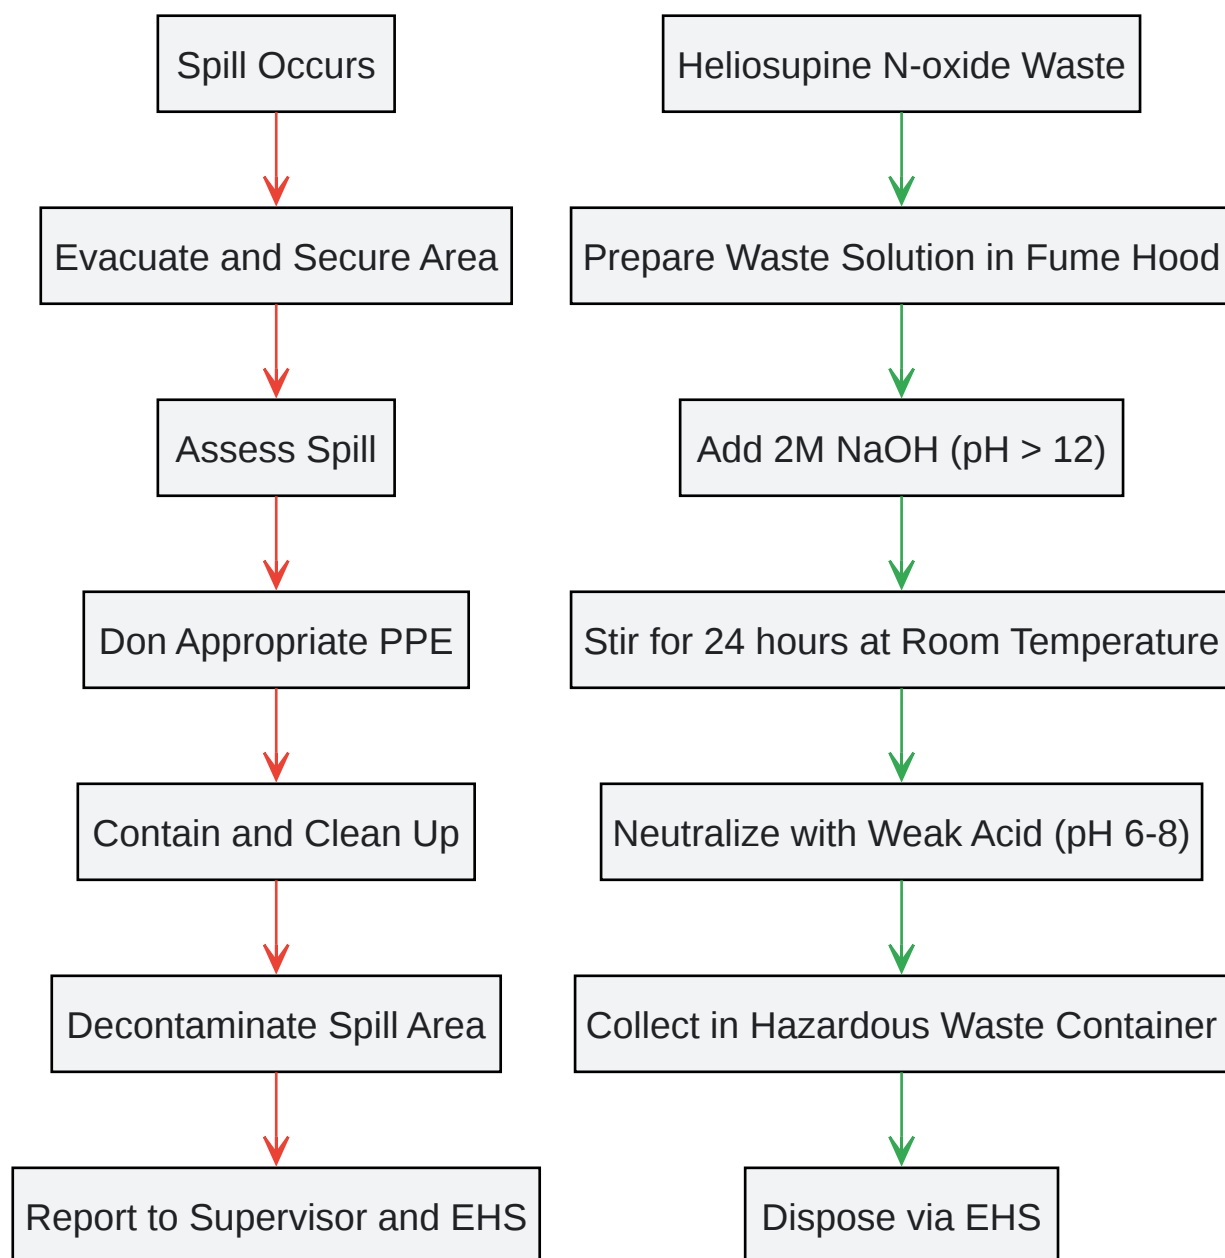 Spill Occurs
Evacuate and Secure Area
Assess Spill
Don Appropriate PPE
Contain and Clean Up
Decontaminate Spill Area
Report to Supervisor and EHS
Heliosupine N-oxide Waste
Prepare Waste Solution in Fume Hood
Add 2M NaOH (pH > 12)
Stir for 24 hours at Room Temperature
Neutralize with Weak Acid (pH 6-8)
Collect in Hazardous Waste Container
Dispose via EHS